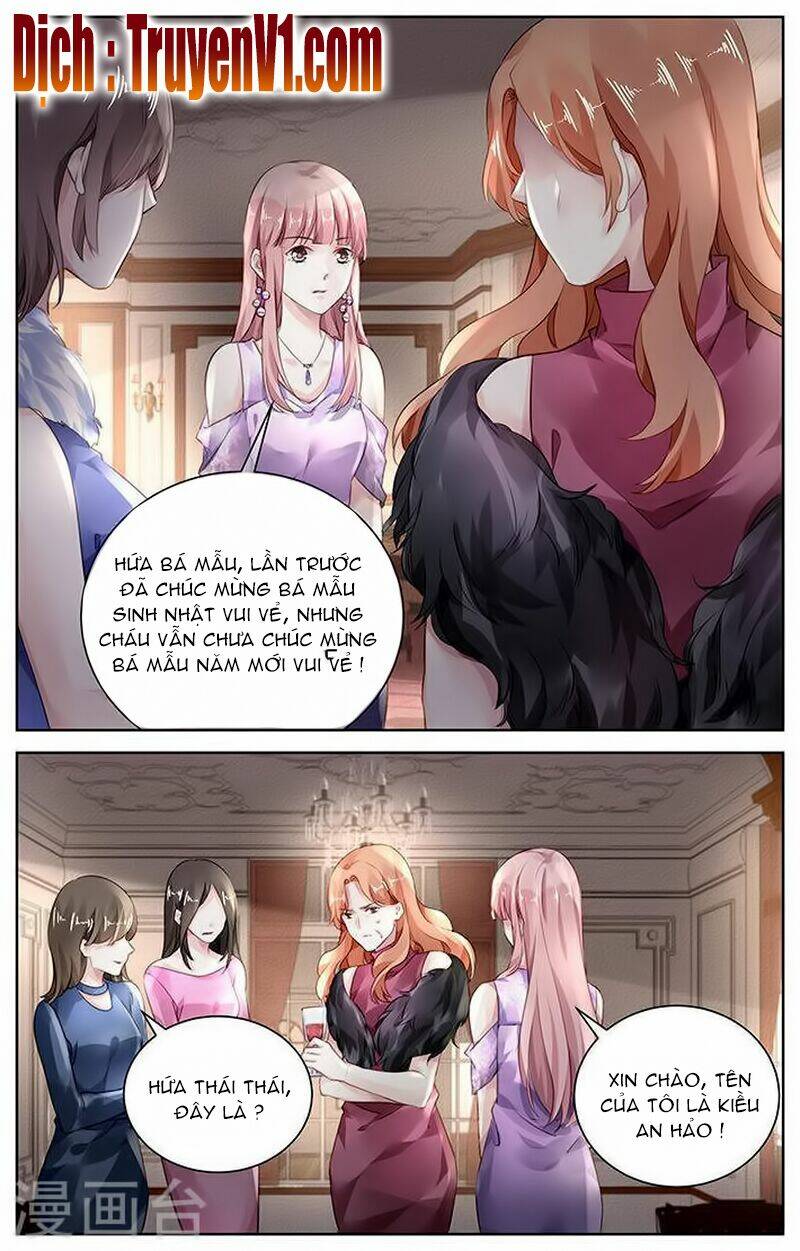 Dịch : TruyenV1.com
HỨA BÁ MẪU, LẦN TRƯỚC
ĐÃ CHÚC MỪNG BÁ MẪU
SINH NHẬT VUI VẺ, NHƯNG
CHÁU VẪN CHƯA CHÚC MỪNG
BÁ MẪU NĂM MỚI VUI VẺ !
HỨA THÁI THÁI,
ĐÂY LÀ ?
XIN CHÀO, TÊN
CỦA TÔI LÀ KIỀU
AN HẢO !
漫画台